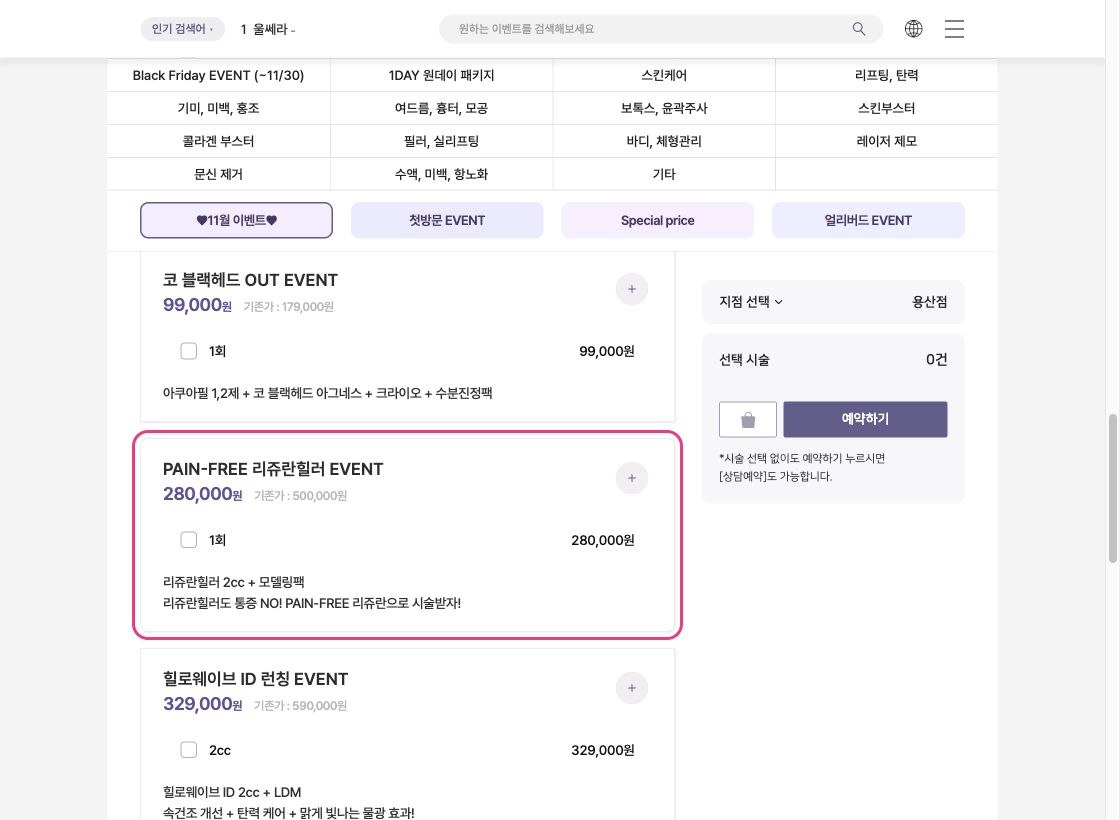 인기 검색어 · 1 울쎄라 -
원하는 이벤트를 검색해보세요
Black Friday EVENT (~11/30) 1DAY 원데이 패키지 스킨케어 리프팅, 탄력
기미, 미백, 홍조 여드름, 흉터, 모공 보톡스, 윤곽주사 스킨부스터
콜라겐 부스터 필러, 실리프팅 바디, 체형관리 레이저 제모
문신 제거 수액, 미백, 항노화 기타
♥11월 이벤트♥ 첫방문 EVENT Special price 얼리버드 EVENT
코 블랙헤드 OUT EVENT
99,000원 기존가 : 179,000원
+
1회 99,000원
아쿠아필 1,2제 + 코 블랙헤드 아그네스 + 크라이오 + 수분진정팩
PAIN-FREE 리쥬란힐러 EVENT
280,000원 기존가 : 500,000원
+
1회 280,000원
리쥬란힐러 2cc + 모델링팩
리쥬란힐러도 통증 NO! PAIN-FREE 리쥬란으로 시술받자!
힐로웨이브 ID 런칭 EVENT
329,000원 기존가 : 590,000원
+
2cc 329,000원
힐로웨이브 ID 2cc + LDM
속건조 개선 + 탄력 케어 + 맑게 빛나는 물광 효과!
지점 선택 용산점
선택 시술 0건
예약하기
*시술 선택 없이도 예약하기 누르시면
[상담예약]도 가능합니다.